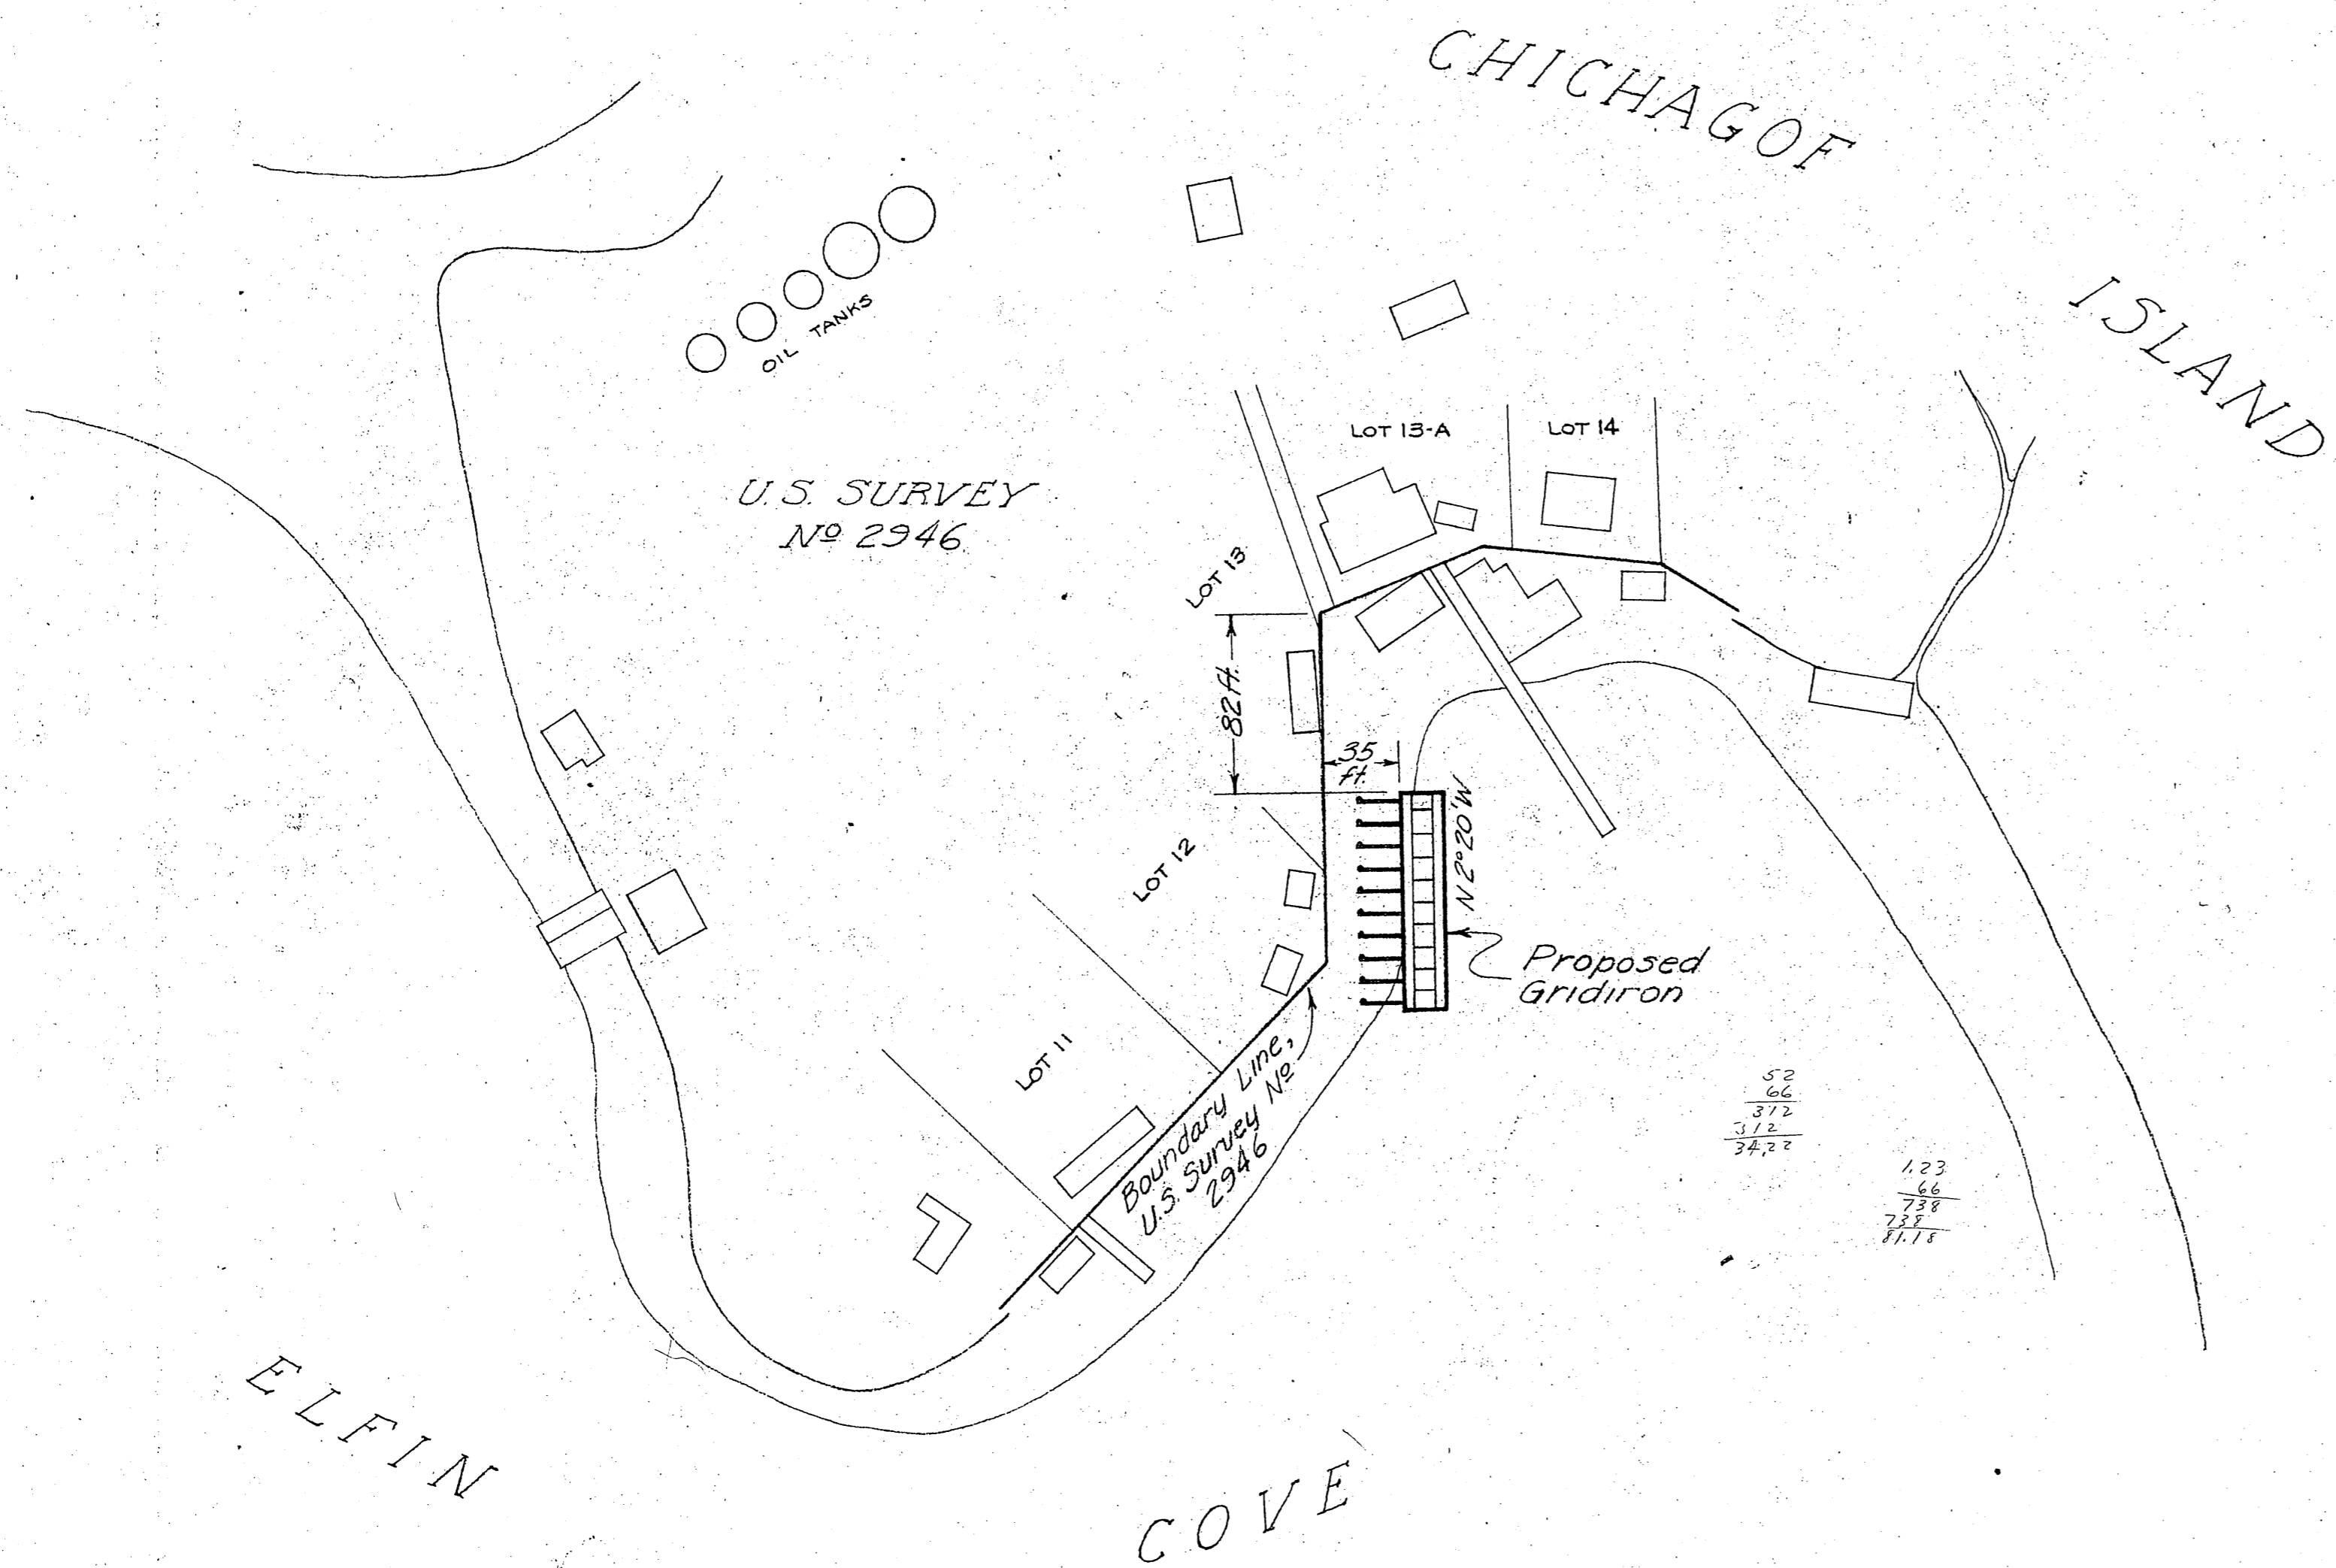 CHICHAGOF
ISLAND
OIL TANKS
U.S. SURVEY
Nº 2946
LOT 13-A
LOT 14
LOT 13
82 ft.
35
ft.
N 2° 20' W
LOT 12
Proposed
Gridiron
LOT 11
Boundary Line,
U.S. Survey Nº
2946
52
66
312
312
34,22
1.23
66
738
738
81.18
ELFIN
COVE